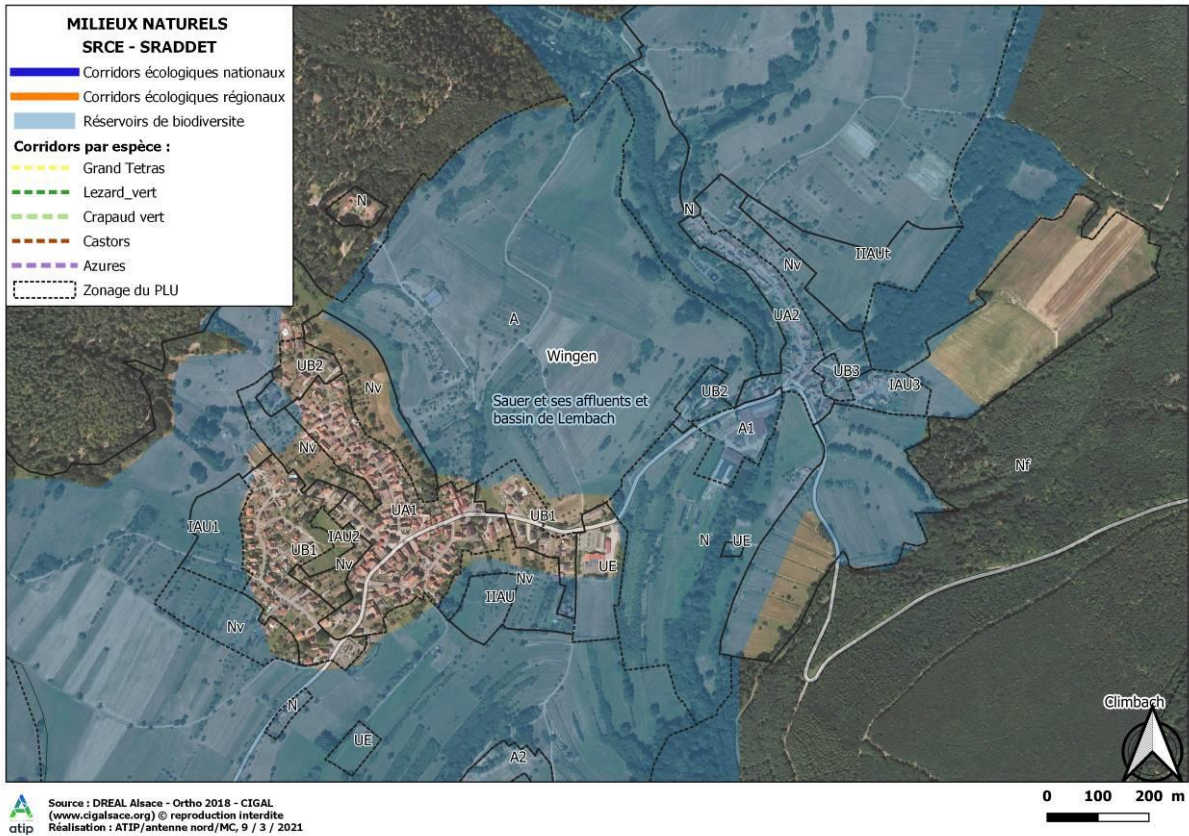 MILIEUX NATURELS
SRCE - SRADDET
Corridors écologiques nationaux
Corridors écologiques régionaux
Réservoirs de biodiversite
Corridors par espèce :
Grand Tetras
Lezard_vert
Crapaud vert
Castors
Azures
Zonage du PLU
N
N
Nv
IIAUt
A
UA2
Wingen
UB2
Nv
UB2
UB3
IAU3
Sauer et ses affluents et
bassin de Lembach
A1
Nv
Nf
UA1
IAU1
UB1
IAU2
UB1
N
UE
Nv
UE
Nv
IIAU
Nv
N
UE
A2
Climbach
atip
Source : DREAL Alsace - Ortho 2018 - CIGAL
(www.cigalsace.org) © reproduction interdite
Réalisation : ATIP/antenne nord/MC, 9 / 3 / 2021
0 100 200 m